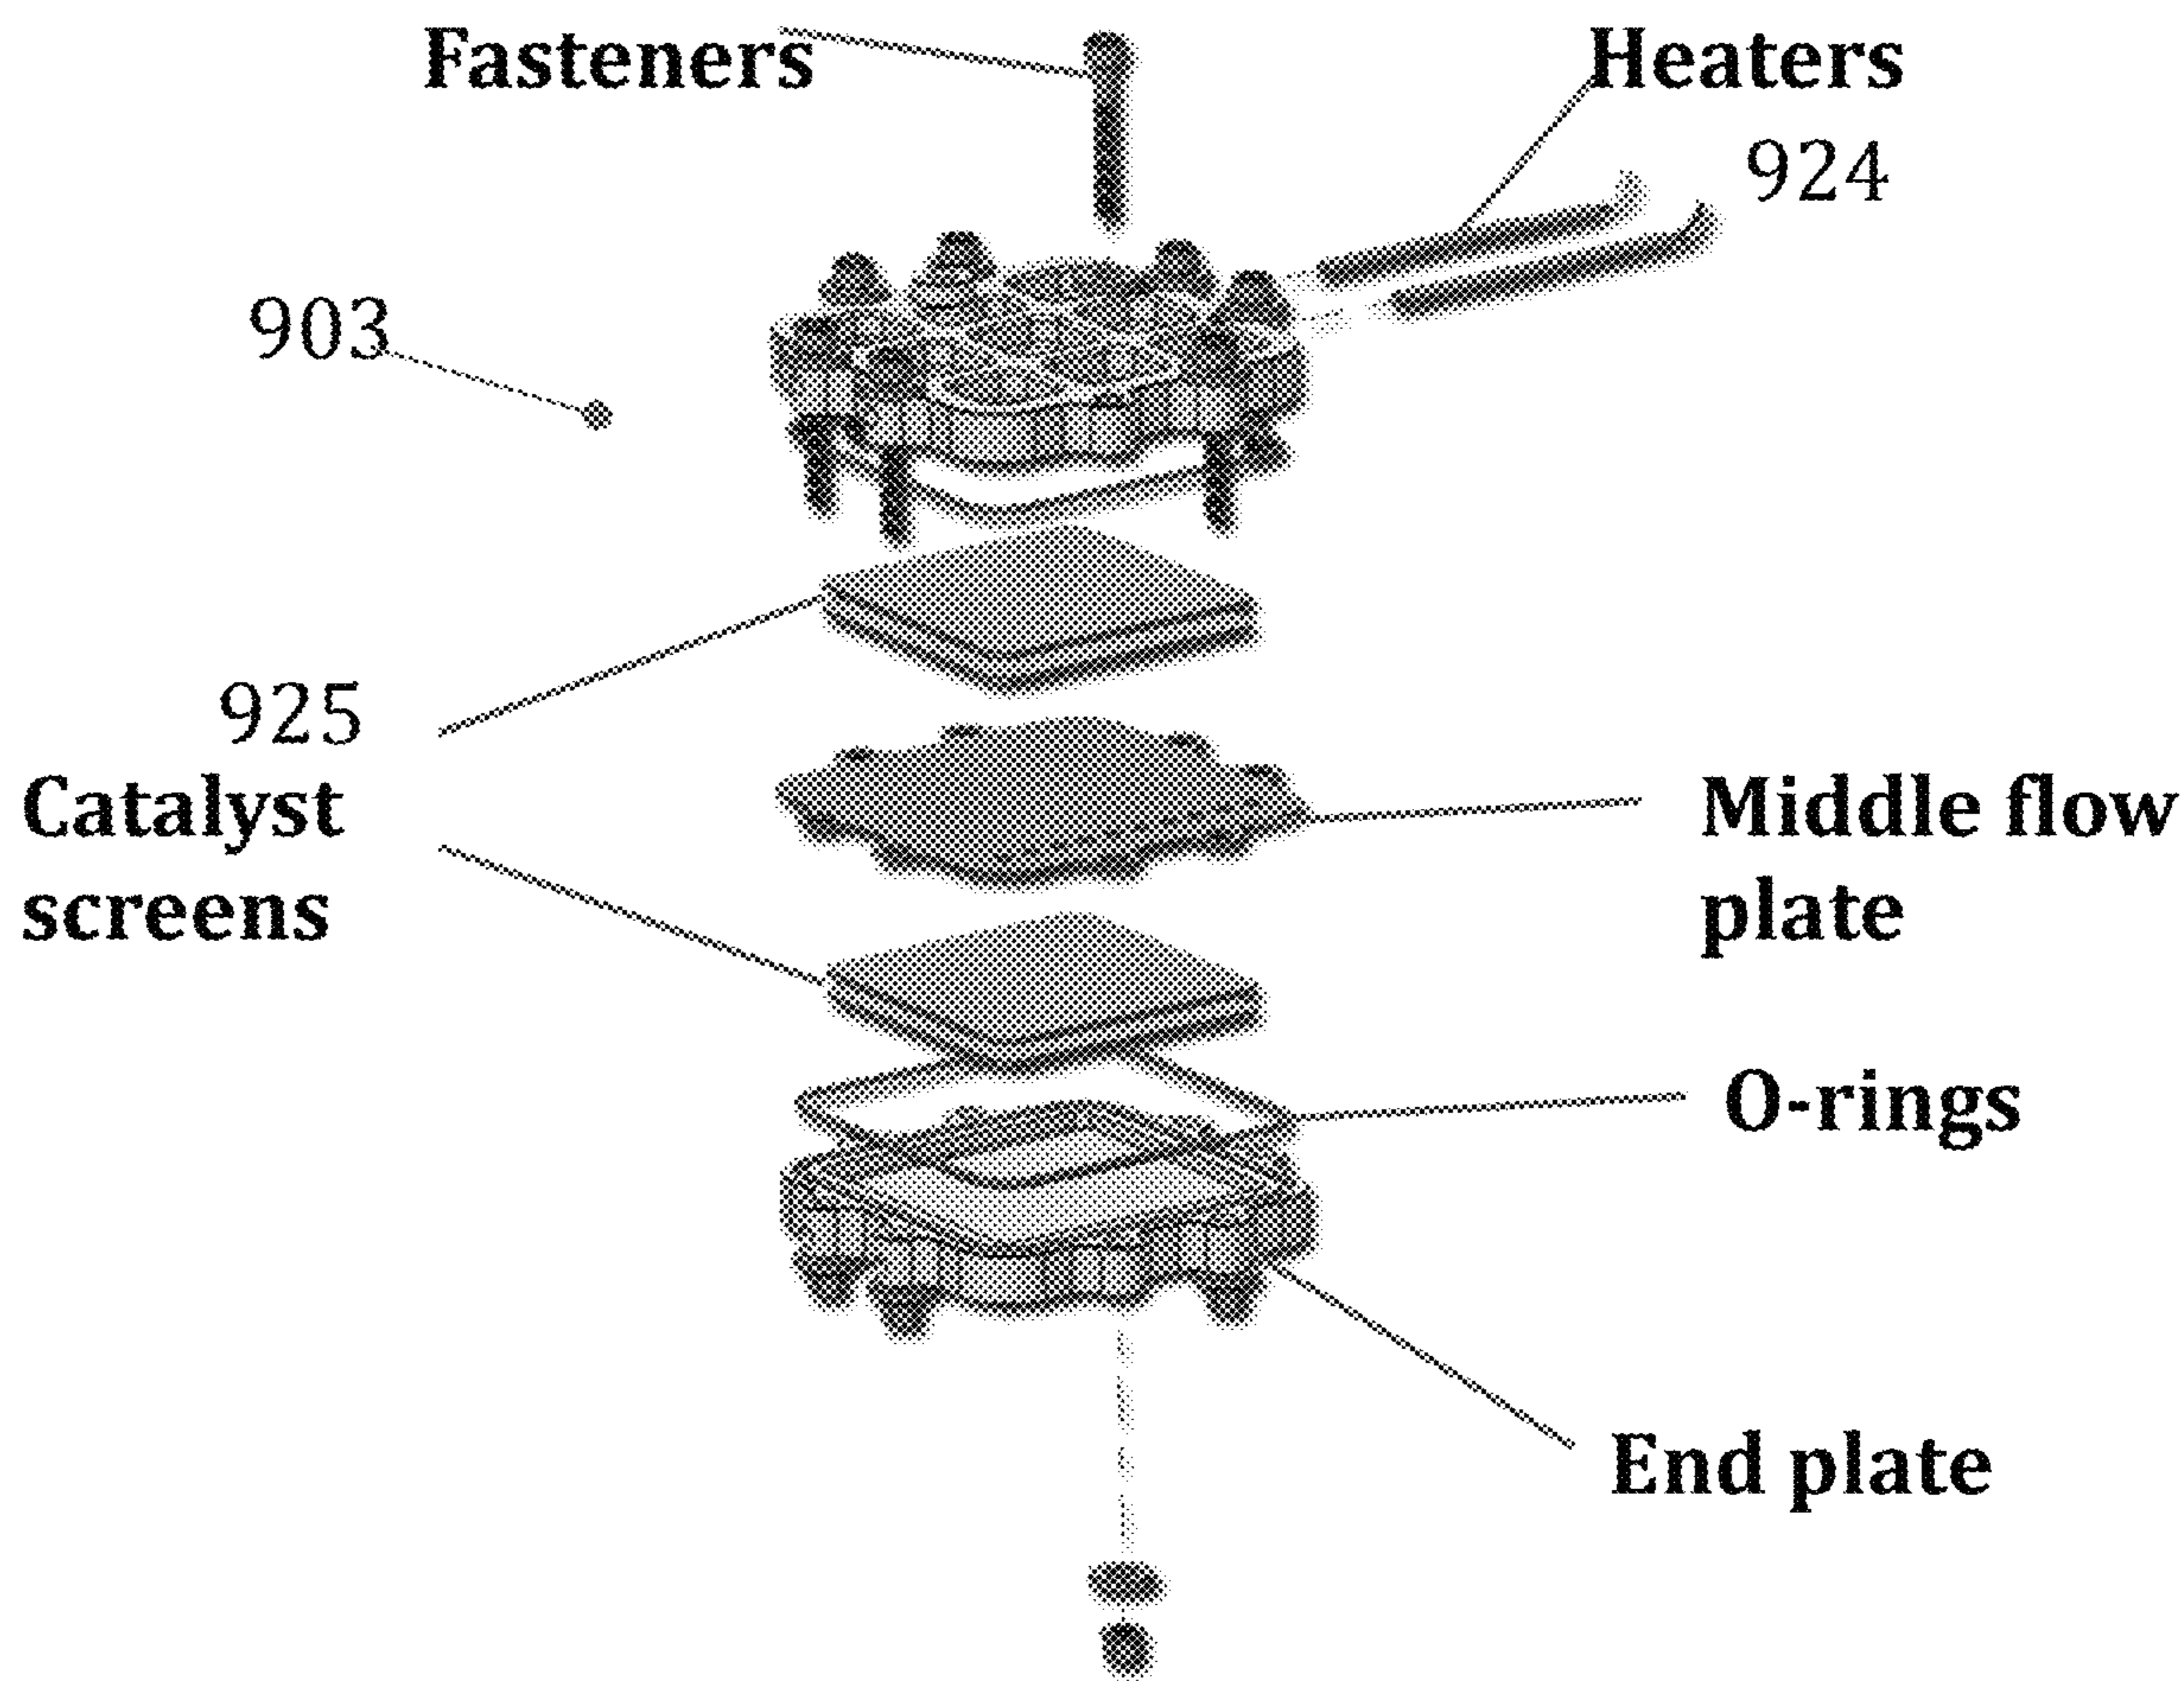 Fasteners
Heaters
924
903
925
Catalyst
screens
Middle flow
plate
O-rings
End plate